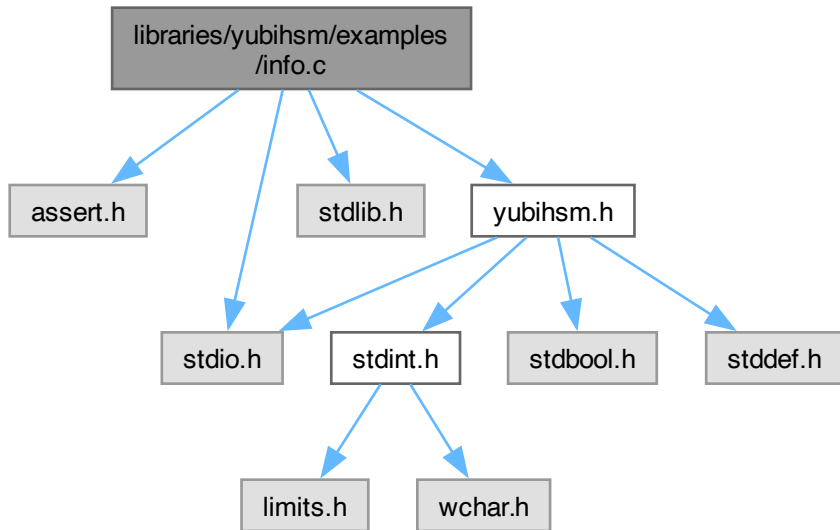 libraries/yubihsm/examples
/info.c
assert.h
stdlib.h
yubihsm.h
stdio.h
stdint.h
stdbool.h
stddef.h
limits.h
wchar.h